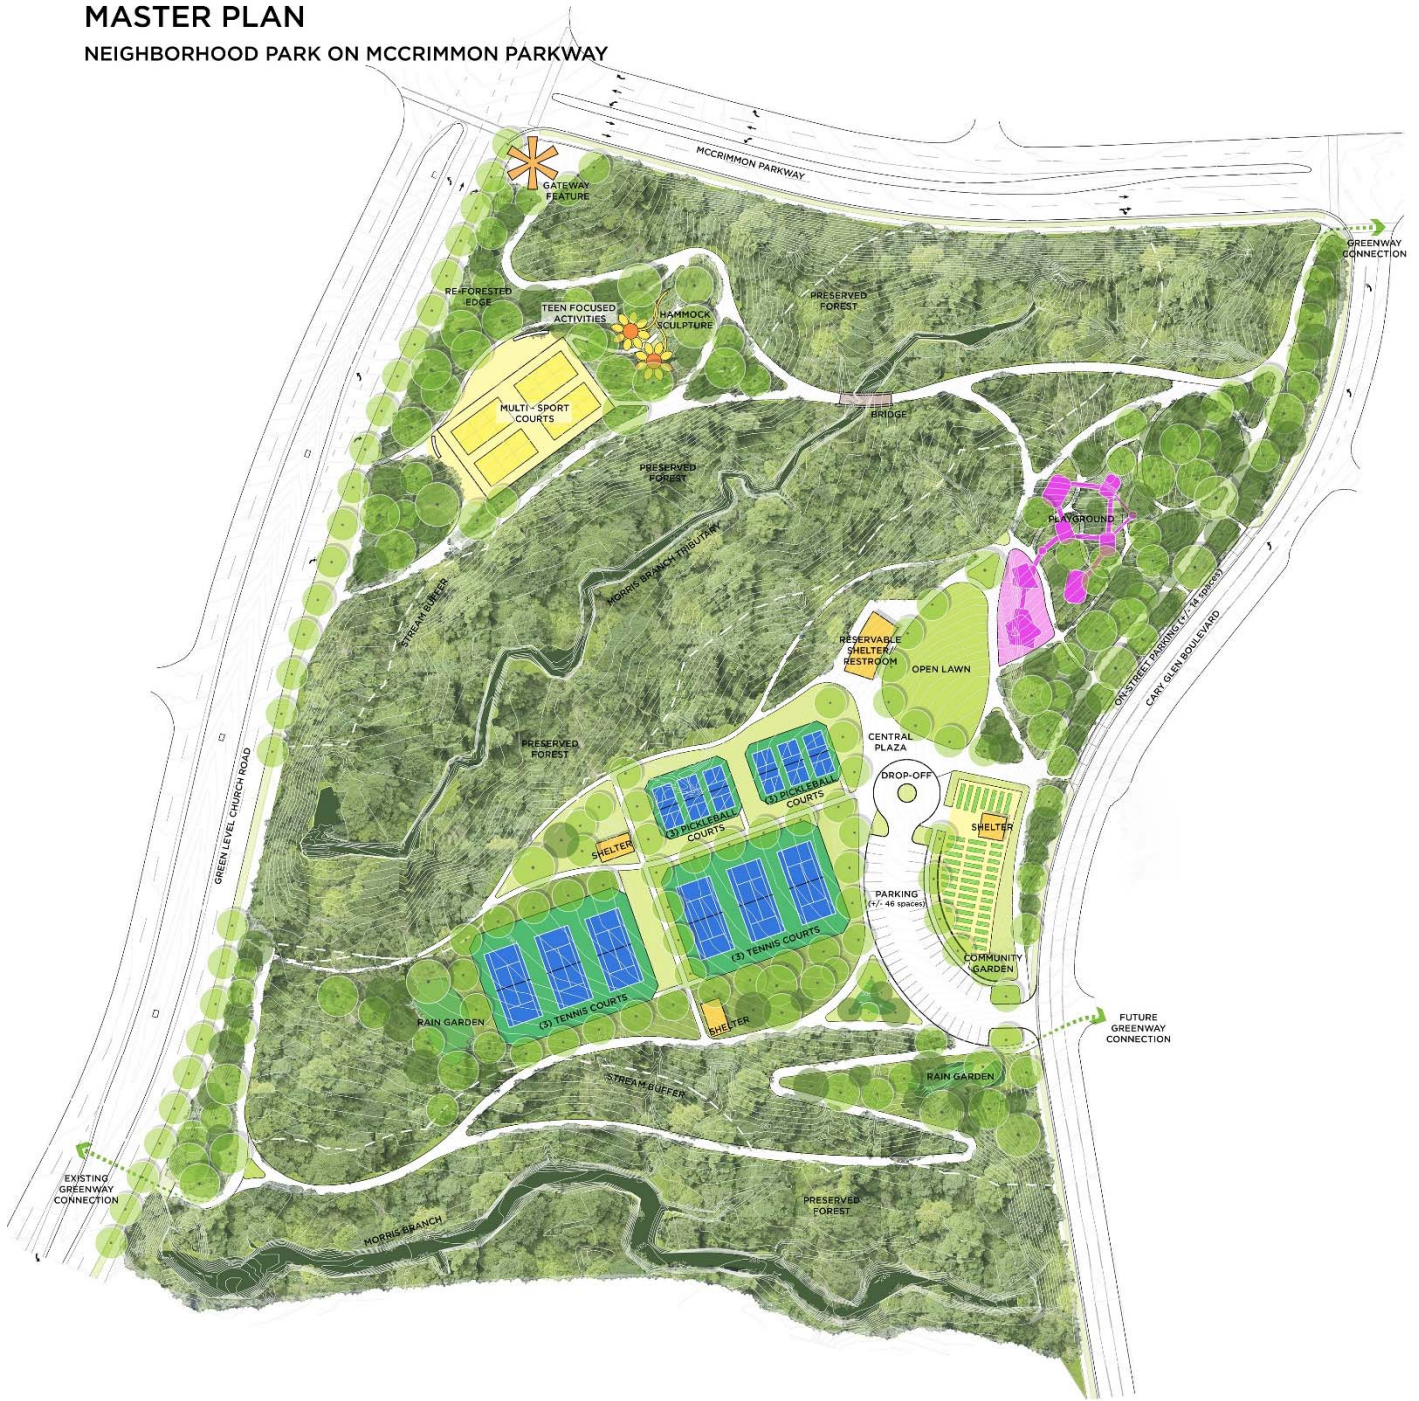 MASTER PLAN
NEIGHBORHOOD PARK ON MCCRIMMON PARKWAY
MCCRIMMON PARKWAY
GATEWAY
FEATURE
GREENWAY
CONNECTION
RE-FORESTED
EDGE
TEEN FOCUSED
ACTIVITIES
HAMMOCK
SCULPTURE
PRESERVED
FOREST
MULTI - SPORT
COURTS
BRIDGE
PRESERVED
FOREST
PLAYGROUND
MORRIS BRANCH TRIBUTARY
STREAM BUFFER
ON-STREET PARKING (+/- 14 spaces)
CARY GLEN BOULEVARD
RESERVABLE
SHELTER/
RESTROOM
OPEN LAWN
PRESERVED
FOREST
CENTRAL
PLAZA
DROP-OFF
GREEN LEVEL CHURCH ROAD
(3) PICKLEBALL
COURTS
(3) PICKLEBALL
COURTS
SHELTER
SHELTER
PARKING
(+/- 46 spaces)
(3) TENNIS COURTS
COMMUNITY
GARDEN
(3) TENNIS COURTS
RAIN GARDEN
SHELTER
FUTURE
GREENWAY
CONNECTION
STREAM BUFFER
RAIN GARDEN
EXISTING
GREENWAY
CONNECTION
PRESERVED
FOREST
MORRIS BRANCH